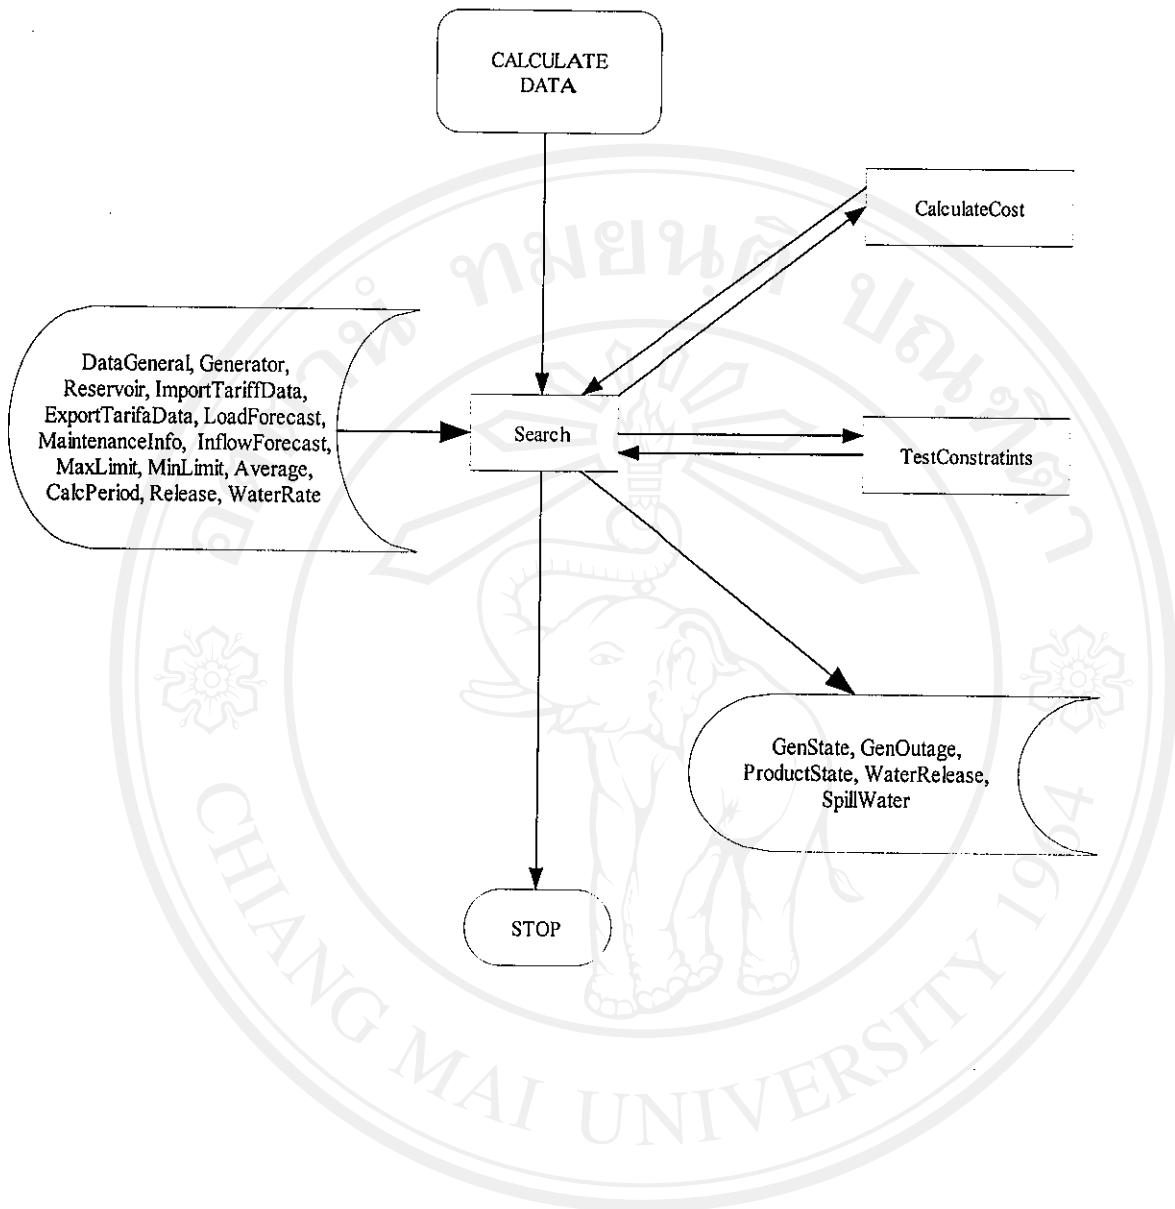 CALCULATE
DATA
CalculateCost
DataGeneral, Generator,
Reservoir, ImportTariffData,
ExportTarifaData, LoadForecast,
MaintenanceInfo, InflowForecast,
MaxLimit, MinLimit, Average,
CalcPeriod, Release, WaterRate
Search
TestConstratints
GenState, GenOutage,
ProductState, WaterRelease,
SpillWater
STOP
CHIANG MAI UNIVERSITY 1964